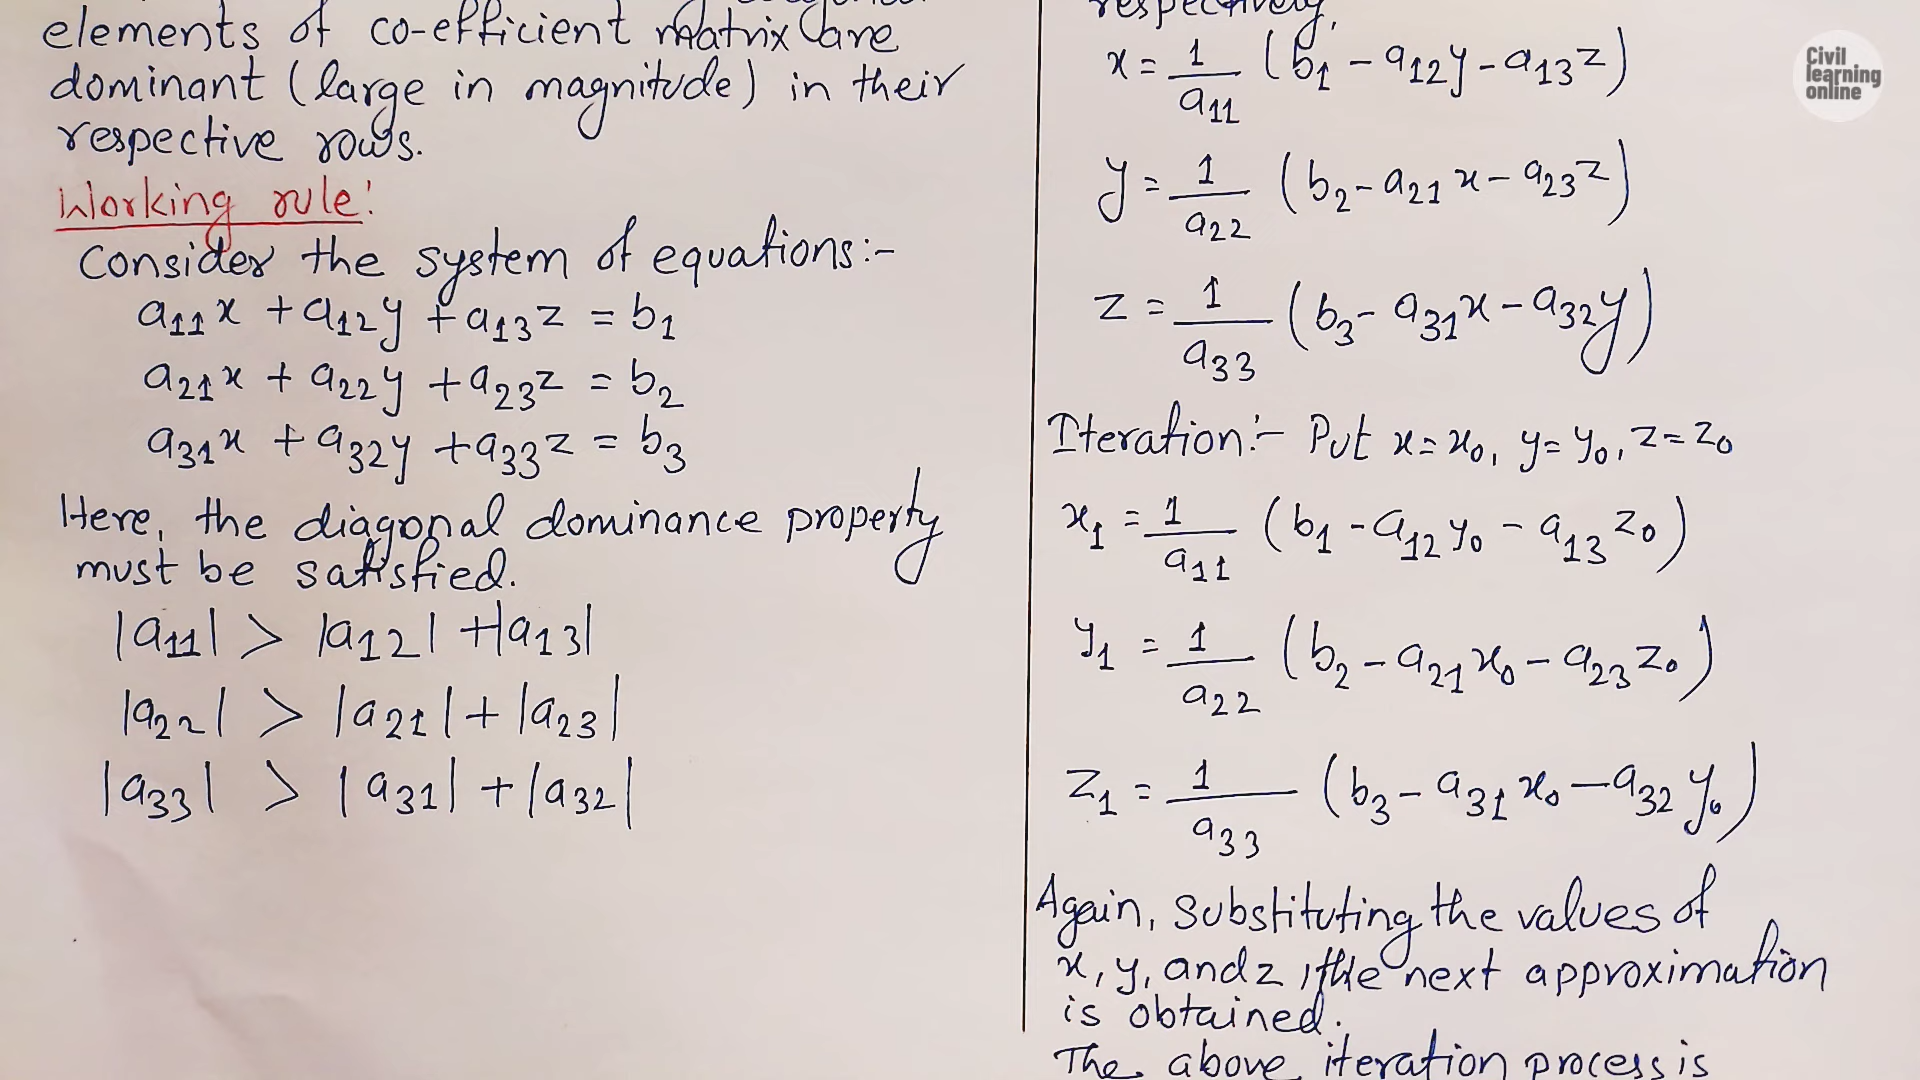 elements of co-efficient matrix are
dominant (large in magnitude) in their
respective rows.
Working rule:
Consider the system of equations:-
a11x + a12y + a13z = b1
a21x + a22y + a23z = b2
a31x + a32y + a33z = b3
Here, the diagonal dominance property
must be satisfied.
|a11| > |a12| + |a13|
|a22| > |a21| + |a23|
|a33| > |a31| + |a32|
respectively,
x = 1/a11 (b1 - a12y - a13z)
y = 1/a22 (b2 - a21x - a23z)
z = 1/a33 (b3 - a31x - a32y)
Iteration:- Put x = x0, y = y0, z = z0
x1 = 1/a11 (b1 - a12y0 - a13z0)
y1 = 1/a22 (b2 - a21x0 - a23z0)
z1 = 1/a33 (b3 - a31x0 - a32y0)
Again, substituting the values of
x, y, and z, the next approximation
is obtained.
The above iteration process is
Civil
learning
online